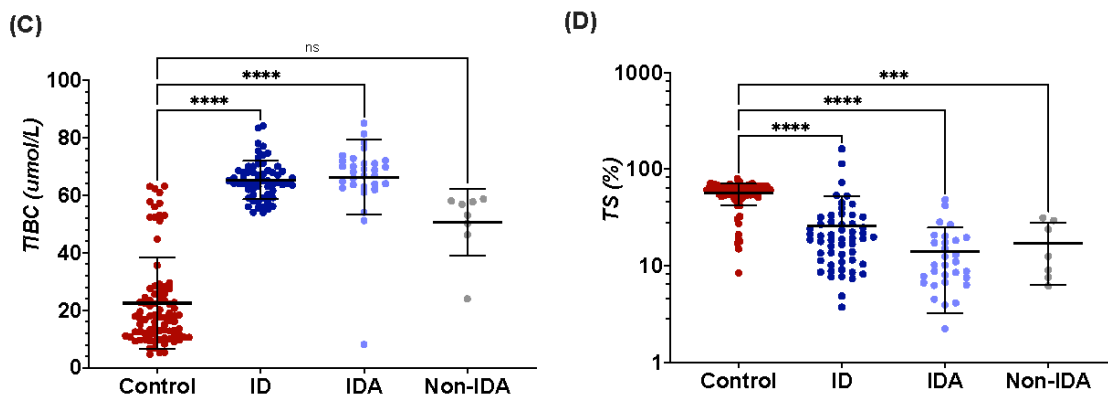 (C)
ns
****
****
TIBC (umol/L)
100
80
60
40
20
0
Control ID IDA Non-IDA
(D)
***
****
****
TS (%)
1000
100
10
1
Control ID IDA Non-IDA